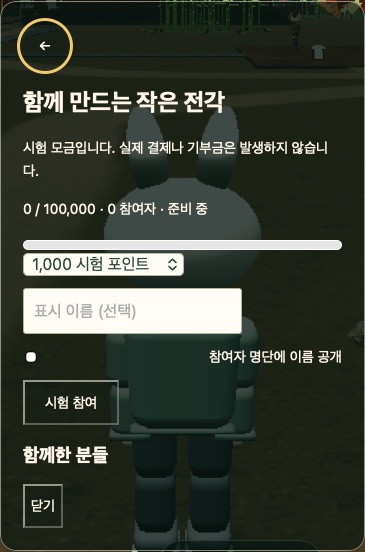 ←
함께 만드는 작은 전각
시험 모금입니다. 실제 결제나 기부금은 발생하지 않습니
다.
0 / 100,000 · 0 참여자 · 준비 중
1,000 시험 포인트
표시 이름 (선택)
참여자 명단에 이름 공개
시험 참여
함께한 분들
닫기